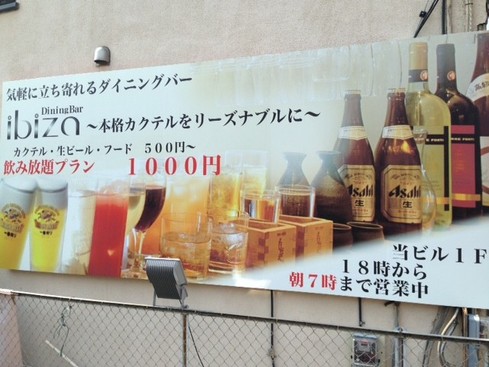 気軽に立ち寄れるダイニングバー
DiningBar
ibiza ～本格カクテルをリーズナブルに～
カクテル・生ビール・フード ５００円～
飲み放題プラン １０００円
Asahi
生
Asahi
生
当ビル１Ｆ
１８時から
朝７時まで営業中